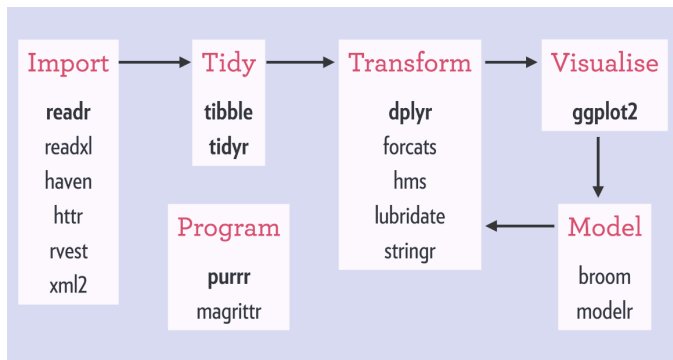 Import
readr
readxl
haven
httr
rvest
xml2
Tidy
tibble
tidyr
Program
purrr
magrittr
Transform
dplyr
forcats
hms
lubridate
stringr
Visualise
ggplot2
Model
broom
modelr